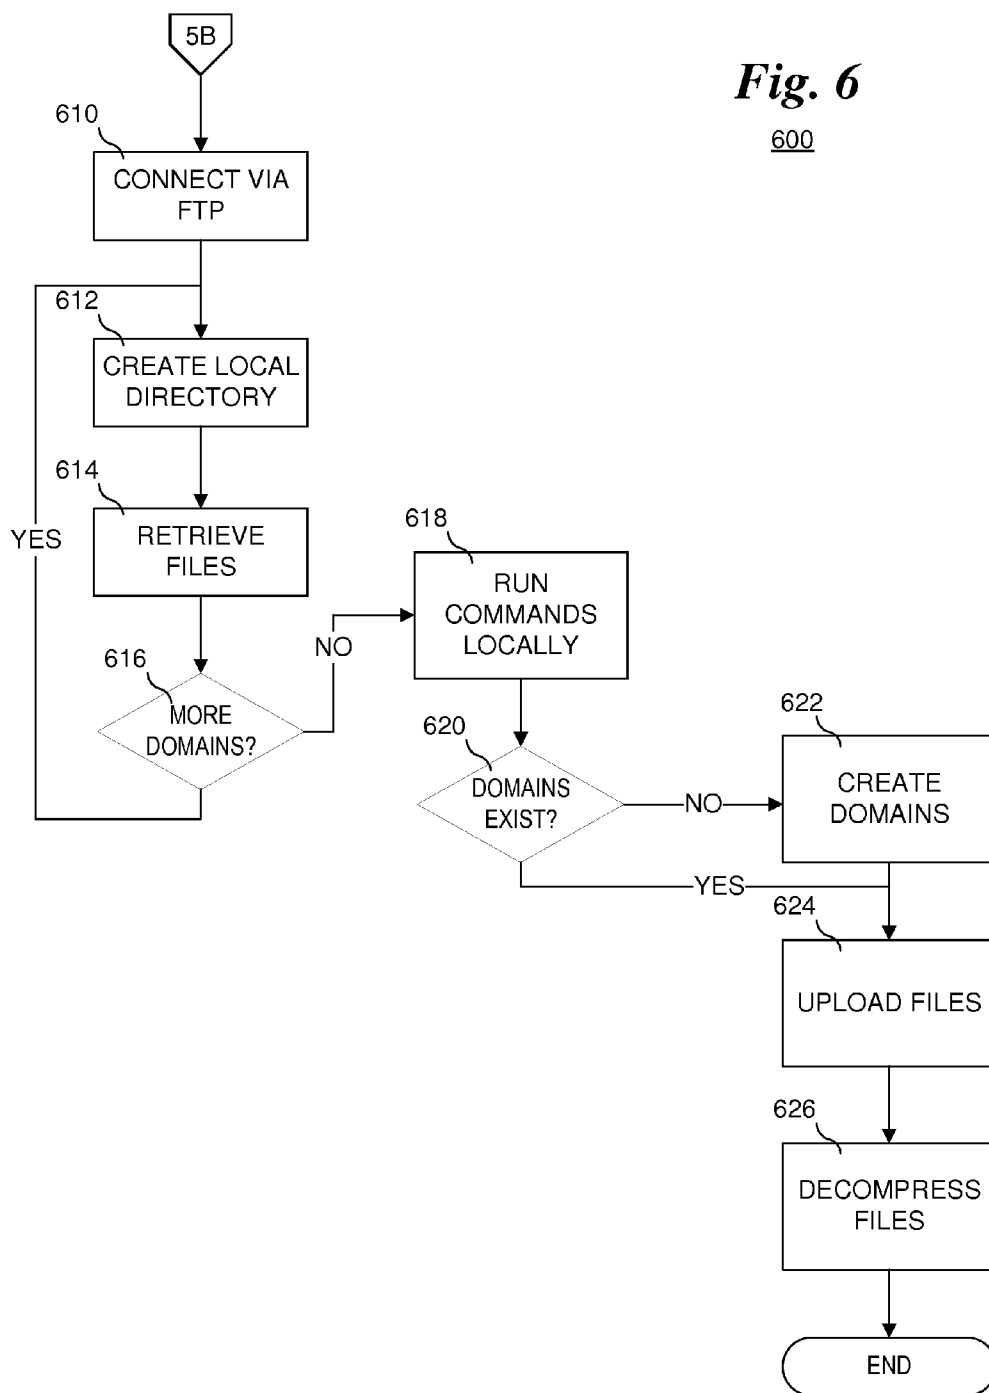 5B
Fig. 6
600
610
CONNECT VIA
FTP
612
CREATE LOCAL
DIRECTORY
614
RETRIEVE
FILES
YES
616
MORE
DOMAINS?
NO
618
RUN
COMMANDS
LOCALLY
620
DOMAINS
EXIST?
NO
622
CREATE
DOMAINS
YES
624
UPLOAD FILES
626
DECOMPRESS
FILES
END